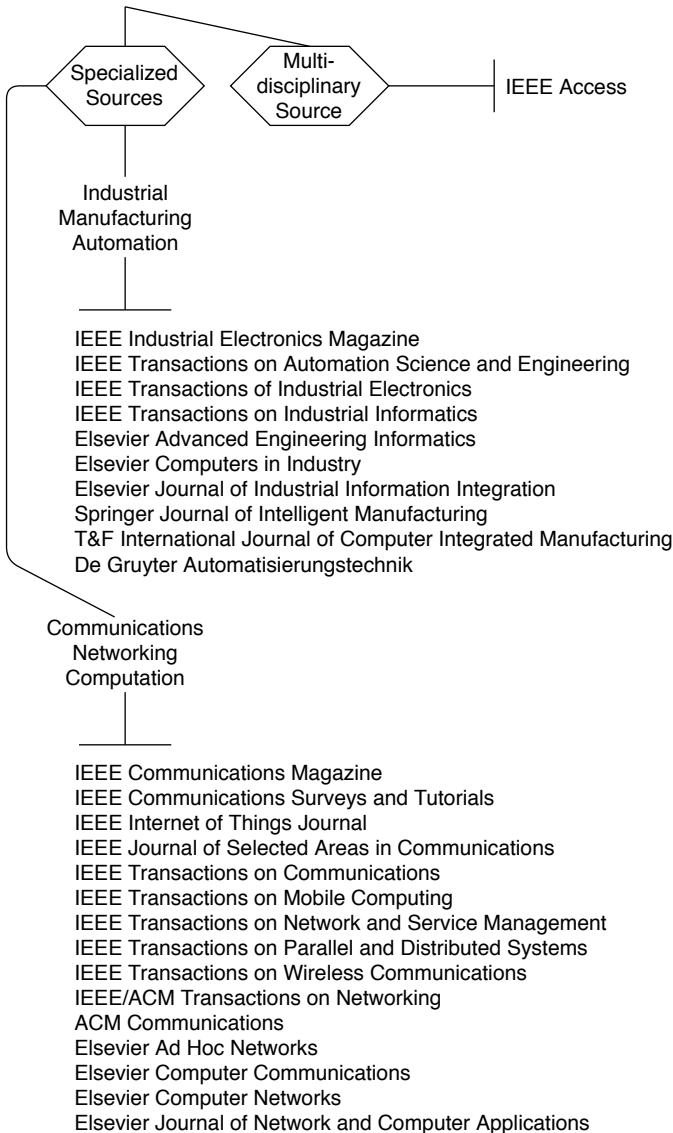 Specialized
Sources
Multi-
disciplinary
Source
IEEE Access
Industrial
Manufacturing
Automation
IEEE Industrial Electronics Magazine
IEEE Transactions on Automation Science and Engineering
IEEE Transactions of Industrial Electronics
IEEE Transactions on Industrial Informatics
Elsevier Advanced Engineering Informatics
Elsevier Computers in Industry
Elsevier Journal of Industrial Information Integration
Springer Journal of Intelligent Manufacturing
T&F International Journal of Computer Integrated Manufacturing
De Gruyter Automatisierungstechnik
Communications
Networking
Computation
IEEE Communications Magazine
IEEE Communications Surveys and Tutorials
IEEE Internet of Things Journal
IEEE Journal of Selected Areas in Communications
IEEE Transactions on Communications
IEEE Transactions on Mobile Computing
IEEE Transactions on Network and Service Management
IEEE Transactions on Parallel and Distributed Systems
IEEE Transactions on Wireless Communications
IEEE/ACM Transactions on Networking
ACM Communications
Elsevier Ad Hoc Networks
Elsevier Computer Communications
Elsevier Computer Networks
Elsevier Journal of Network and Computer Applications